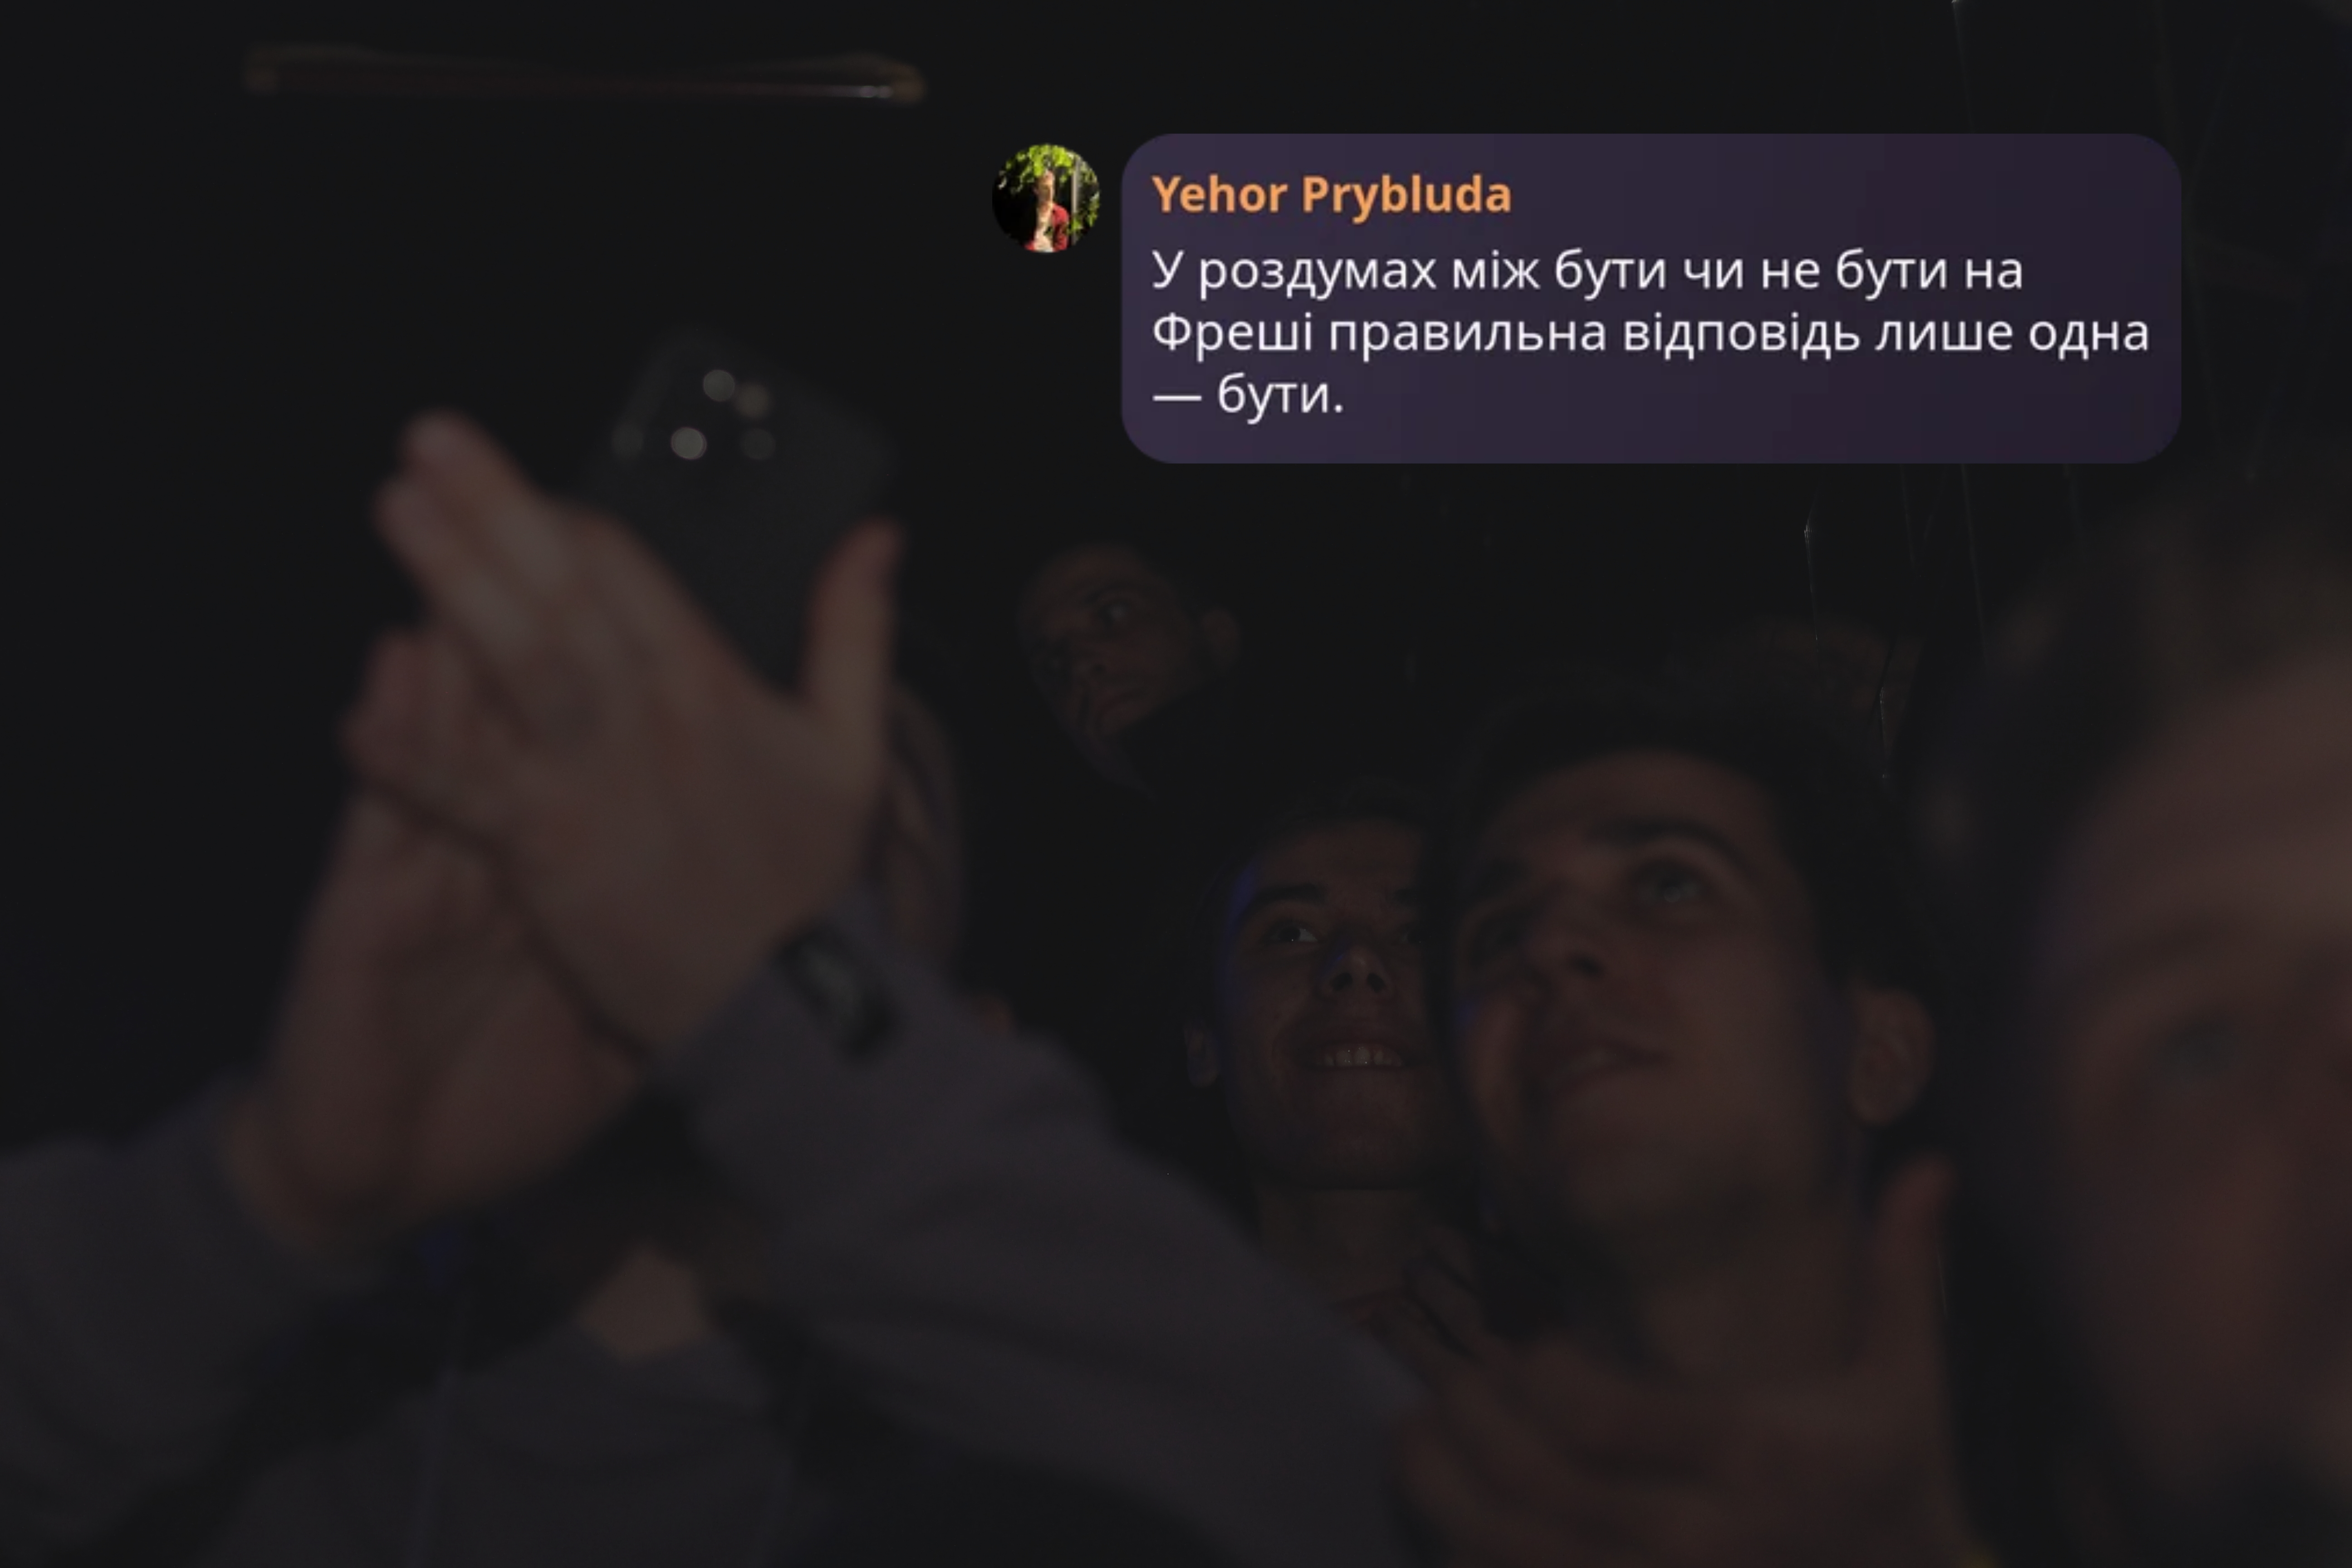 Yehor Prybluda
У роздумах між бути чи не бути на
Фреші правильна відповідь лише одна
— бути.